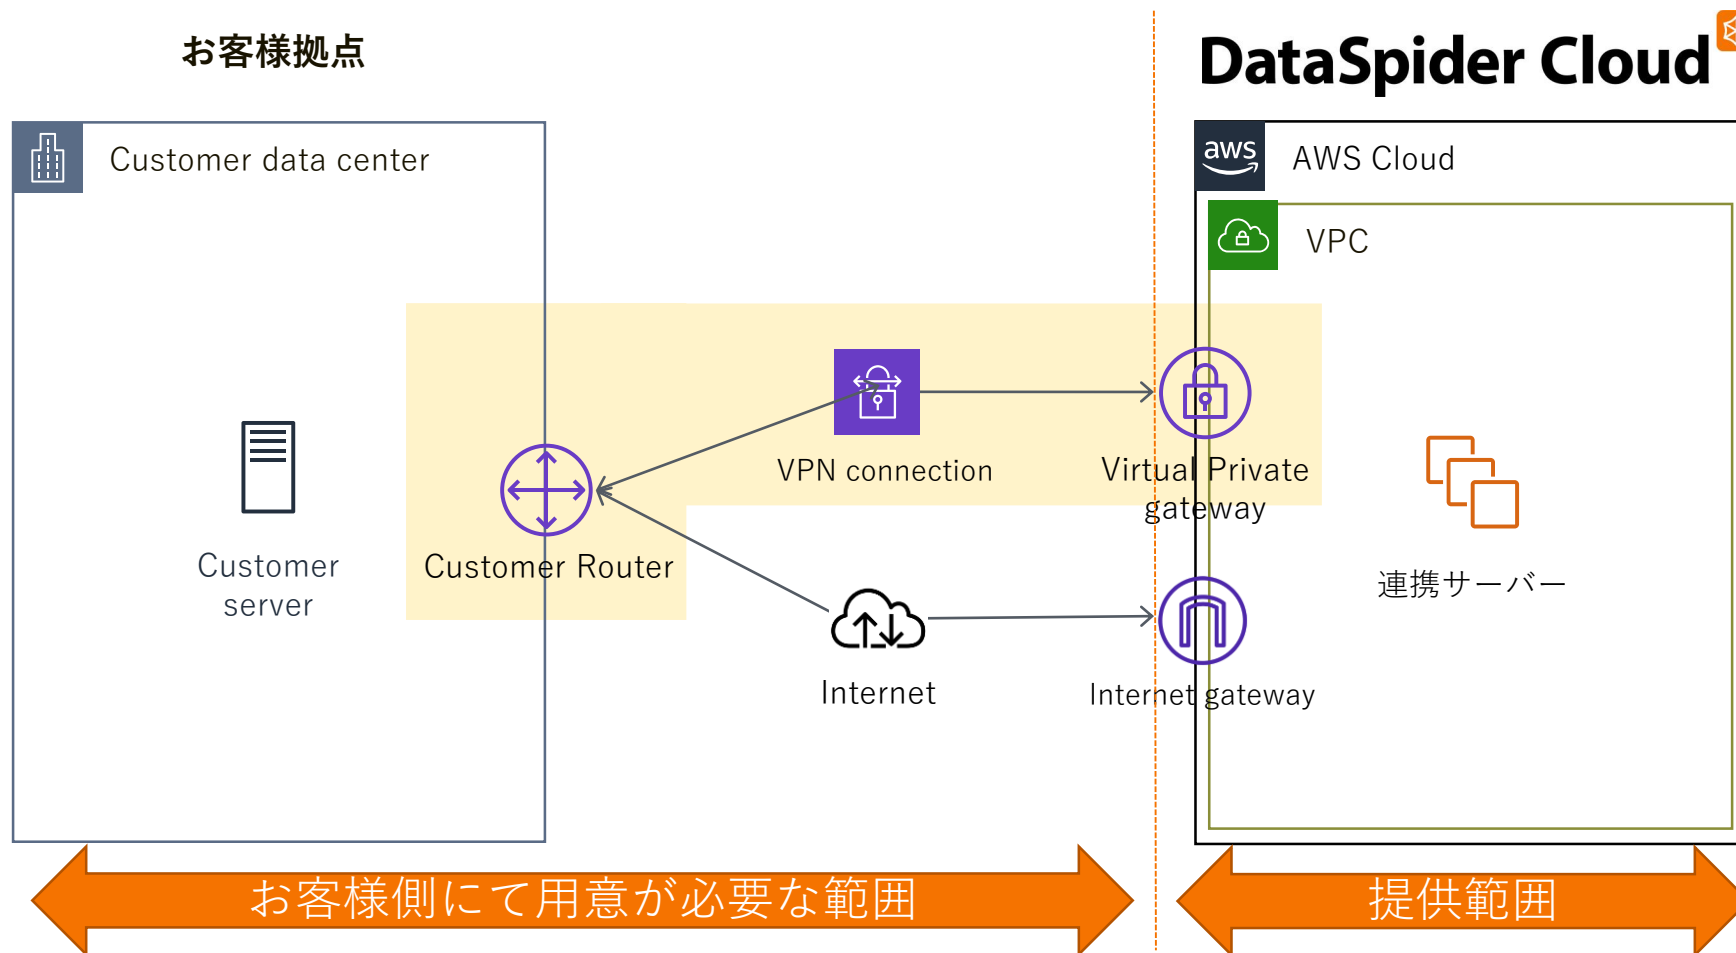 お客様拠点
DataSpider Cloud
Customer data center
aws
AWS Cloud
VPC
VPN connection
Virtual Private
gateway
Customer
server
Customer Router
連携サーバー
Internet
Internet gateway
お客様側にて用意が必要な範囲
提供範囲